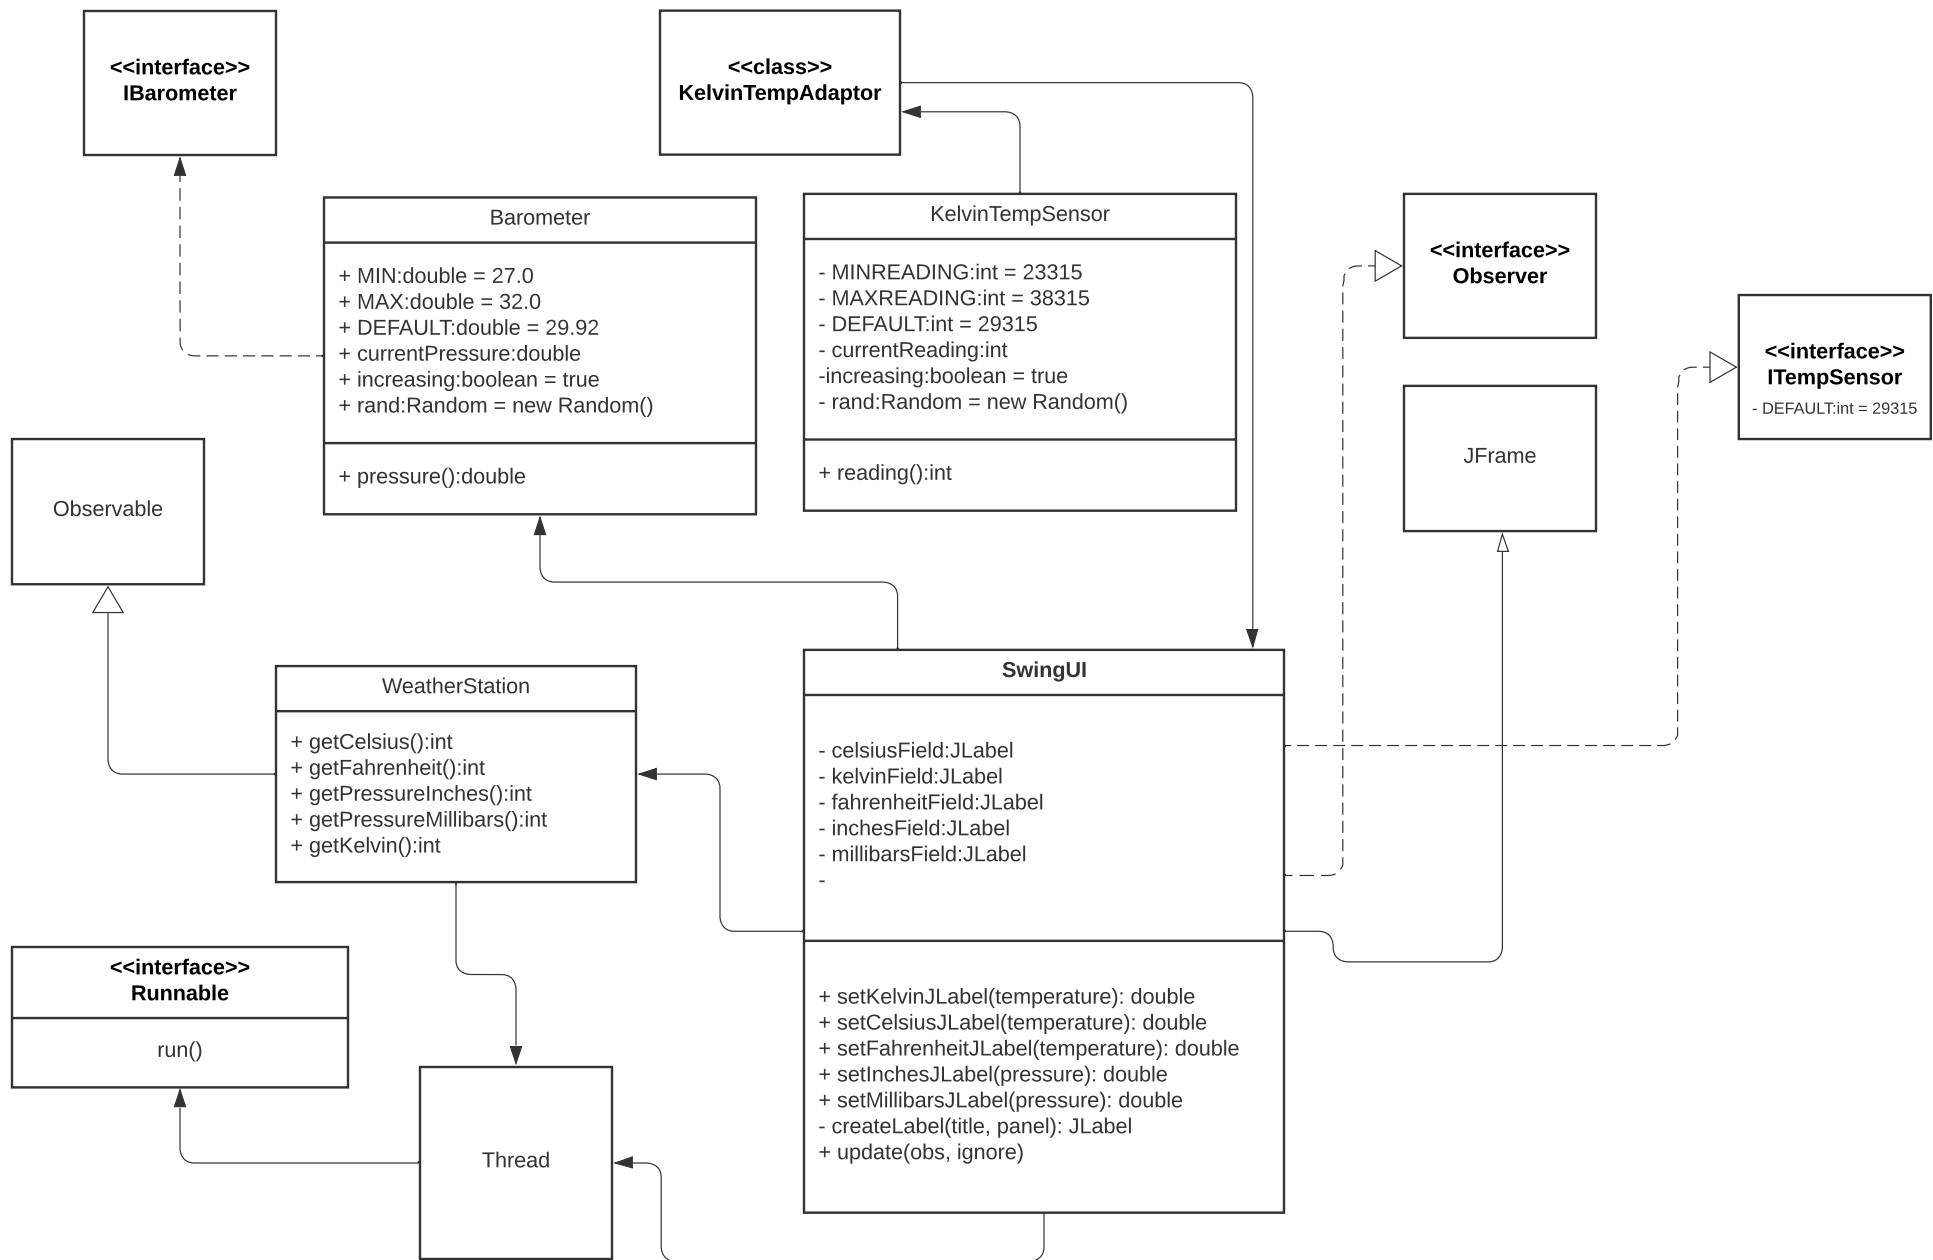 <<interface>>
IBarometer
<<class>>
KelvinTempAdaptor
Barometer
+ MIN:double = 27.0
+ MAX:double = 32.0
+ DEFAULT:double = 29.92
+ currentPressure:double
+ increasing:boolean = true
+ rand:Random = new Random()
+ pressure():double
KelvinTempSensor
- MINREADING:int = 23315
- MAXREADING:int = 38315
- DEFAULT:int = 29315
- currentReading:int
-increasing:boolean = true
- rand:Random = new Random()
+ reading():int
<<interface>>
Observer
<<interface>>
ITempSensor
- DEFAULT:int = 29315
JFrame
Observable
WeatherStation
+ getCelsius():int
+ getFahrenheit():int
+ getPressureInches():int
+ getPressureMillibars():int
+ getKelvin():int
SwingUI
- celsiusField:JLabel
- kelvinField:JLabel
- fahrenheitField:JLabel
- inchesField:JLabel
- millibarsField:JLabel
-
+ setKelvinJLabel(temperature): double
+ setCelsiusJLabel(temperature): double
+ setFahrenheitJLabel(temperature): double
+ setInchesJLabel(pressure): double
+ setMillibarsJLabel(pressure): double
- createLabel(title, panel): JLabel
+ update(obs, ignore)
<<interface>>
Runnable
run()
Thread